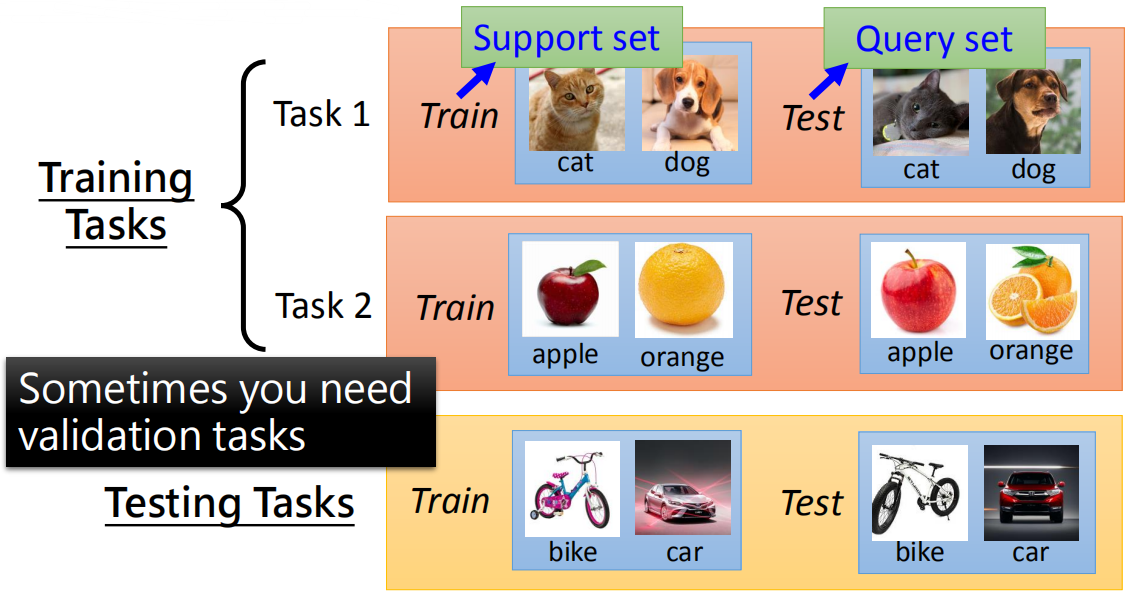 Support set
Query set
Task 1
Train
cat
dog
Test
cat
dog
Training
Tasks
Task 2
Train
apple
orange
Test
apple
orange
Sometimes you need
validation tasks
Testing Tasks
Train
bike
car
Test
bike
car